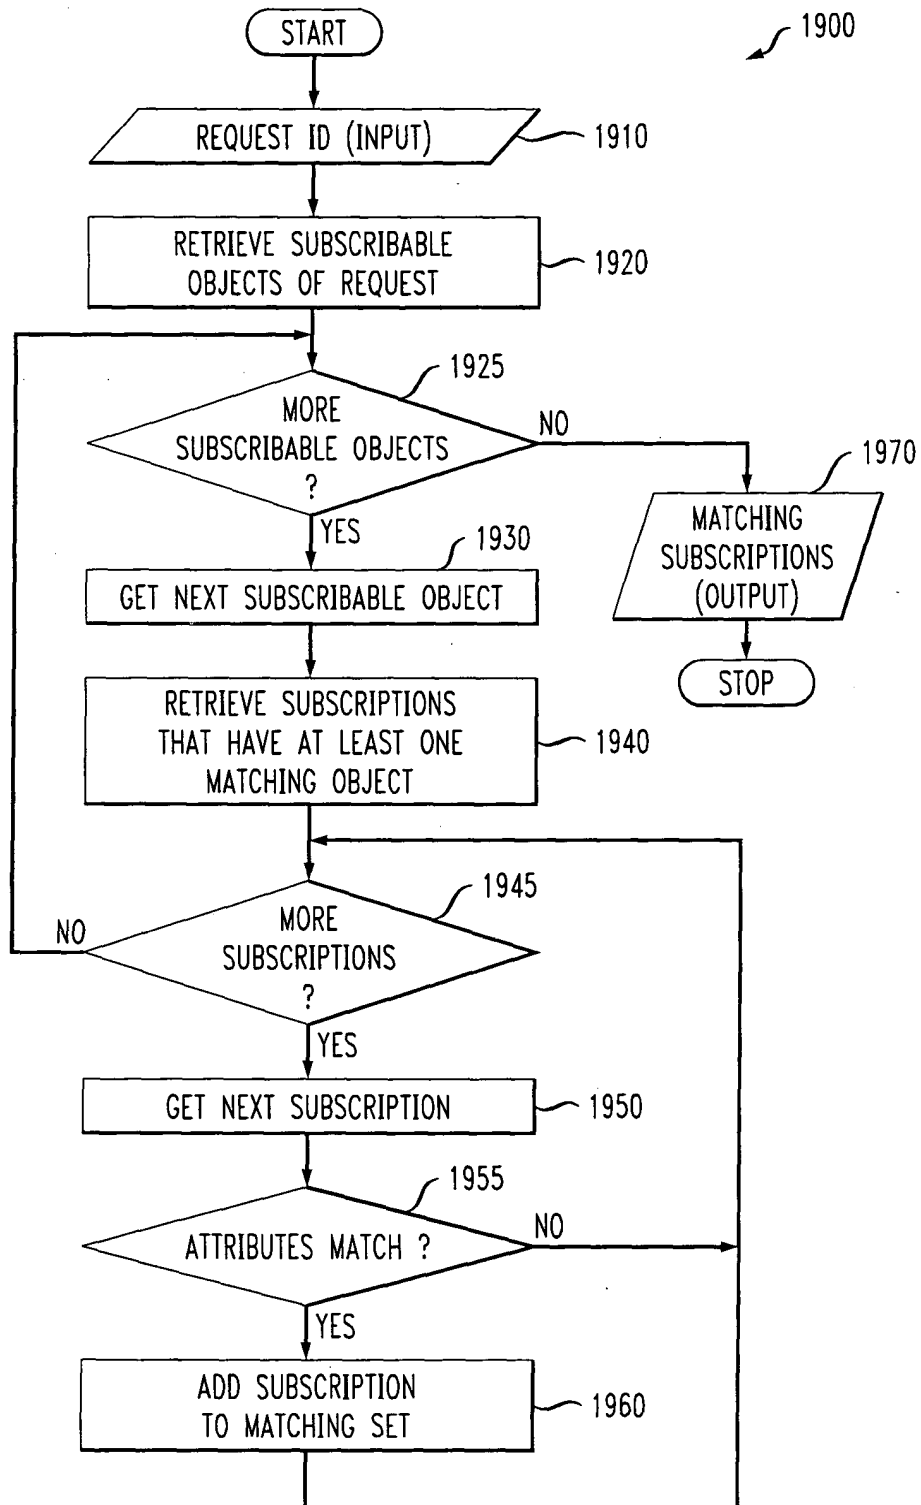 START
1900
REQUEST ID (INPUT)
1910
RETRIEVE SUBSCRIBABLE
OBJECTS OF REQUEST
1920
1925
MORE
SUBSCRIBABLE OBJECTS
?
NO
YES
1970
MATCHING
SUBSCRIPTIONS
(OUTPUT)
STOP
1930
GET NEXT SUBSCRIBABLE OBJECT
RETRIEVE SUBSCRIPTIONS
THAT HAVE AT LEAST ONE
MATCHING OBJECT
1940
1945
MORE
SUBSCRIPTIONS
?
NO
YES
GET NEXT SUBSCRIPTION
1950
1955
ATTRIBUTES MATCH ?
NO
YES
ADD SUBSCRIPTION
TO MATCHING SET
1960